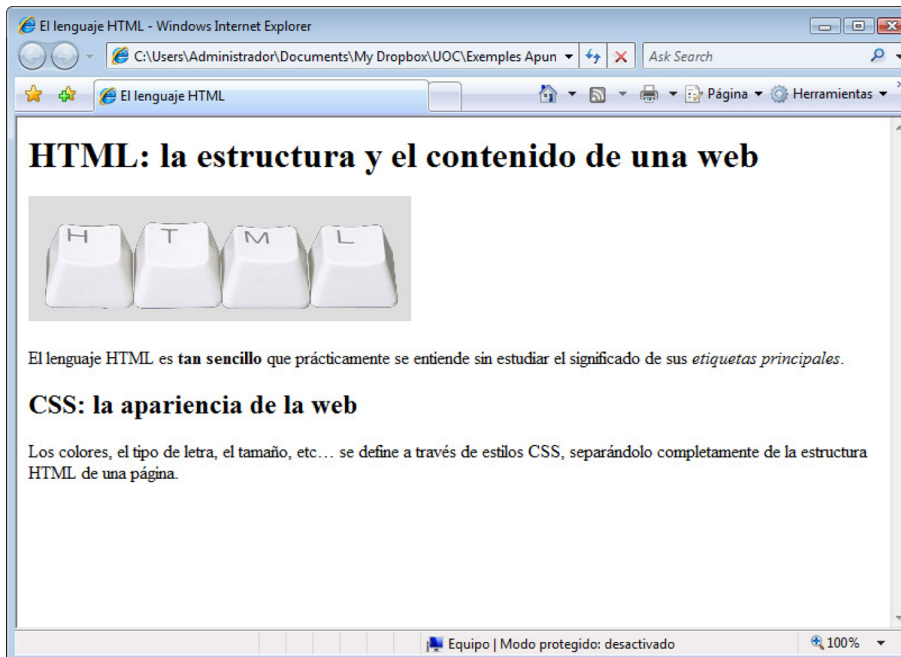 El lenguaje HTML - Windows Internet Explorer
C:\Users\Administrador\Documents\My Dropbox\UOC\Exemples Apun
Ask Search
El lenguaje HTML
Página
Herramientas
HTML: la estructura y el contenido de una web
H T M L
El lenguaje HTML es tan sencillo que prácticamente se entiende sin estudiar el significado de sus etiquetas principales.
CSS: la apariencia de la web
Los colores, el tipo de letra, el tamaño, etc… se define a través de estilos CSS, separándolo completamente de la estructura
HTML de una página.
Equipo | Modo protegido: desactivado
100%